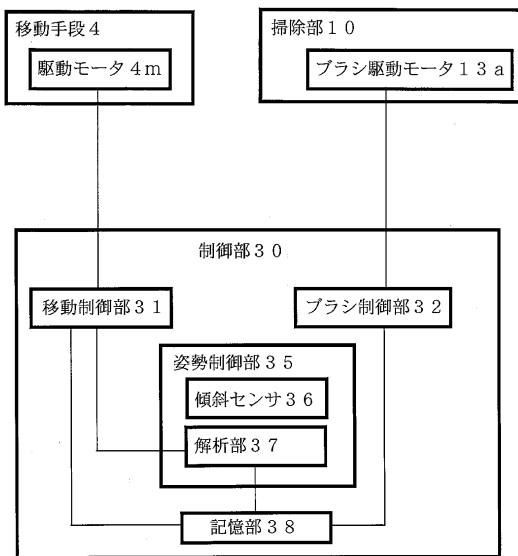 移動手段４
駆動モータ４ｍ
掃除部１０
ブラシ駆動モータ１３ａ
制御部３０
移動制御部３１
ブラシ制御部３２
姿勢制御部３５
傾斜センサ３６
解析部３７
記憶部３８